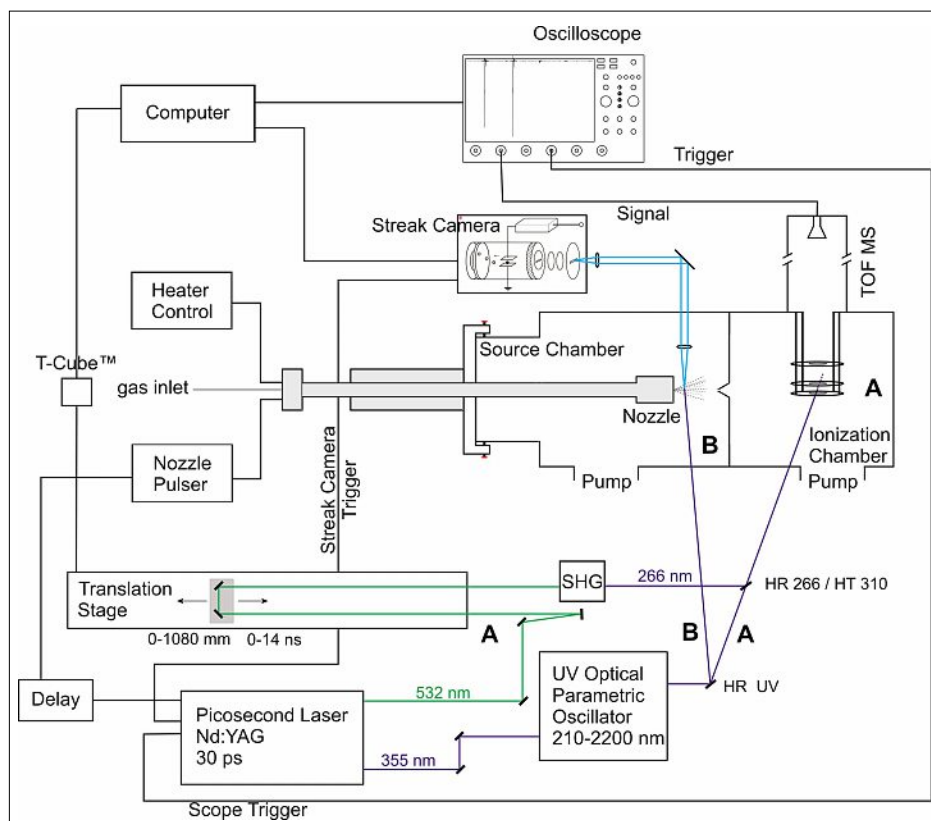 Oscilloscope
Computer
Trigger
Signal
Streak
Camera
TOF MS
Heater
Control
Source Chamber
T-Cube™
gas inlet
A
Nozzle
B
Ionization
Chamber
Nozzle
Pulser
Pump
Pump
Streak Camera
Trigger
Translation
Stage
SHG
266 nm
HR 266 / HT 310
0-1080 mm
0-14 ns
A
B
A
UV Optical
Parametric
Oscillator
210-2200 nm
HR UV
Delay
532 nm
Picosecond Laser
Nd:YAG
30 ps
355 nm
Scope Trigger